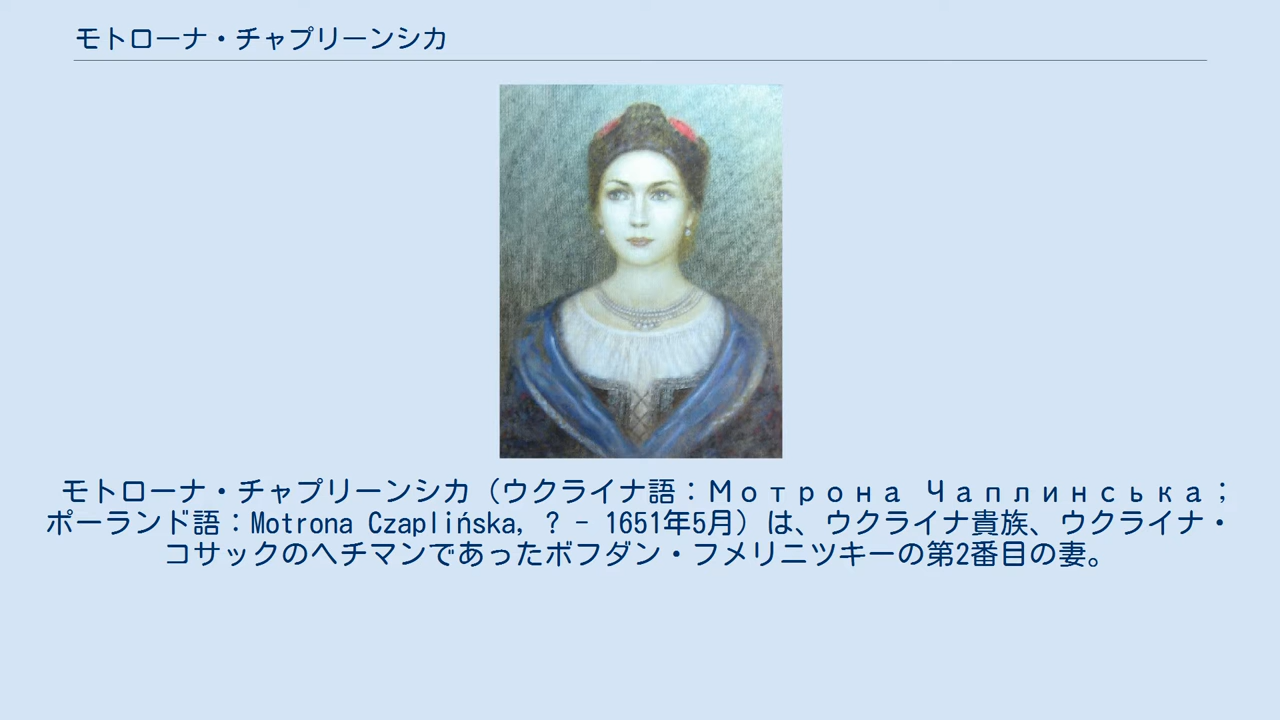 モトローナ・チャプリーンシカ
モトローナ・チャプリーンシカ（ウクライナ語：Мотрона Чаплинська；
ポーランド語：Motrona Czaplińska, ? - 1651年5月）は、ウクライナ貴族、ウクライナ・
コサックのヘチマンであったボフダン・フメリニツキーの第2番目の妻。